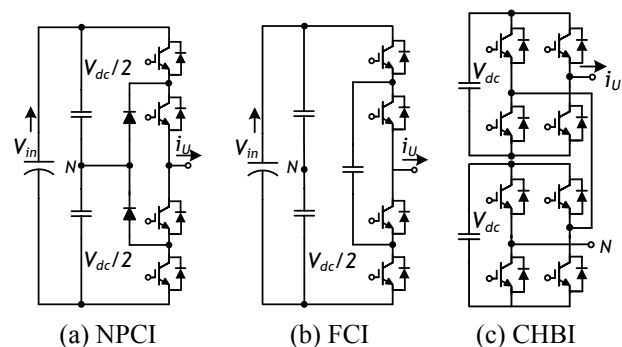 V_dc/2
V_in
N
i_U
V_dc/2
(a) NPCI
V_in
N
i_U
V_dc/2
(b) FCI
V_dc
i_U
V_dc
N
(c) CHBI